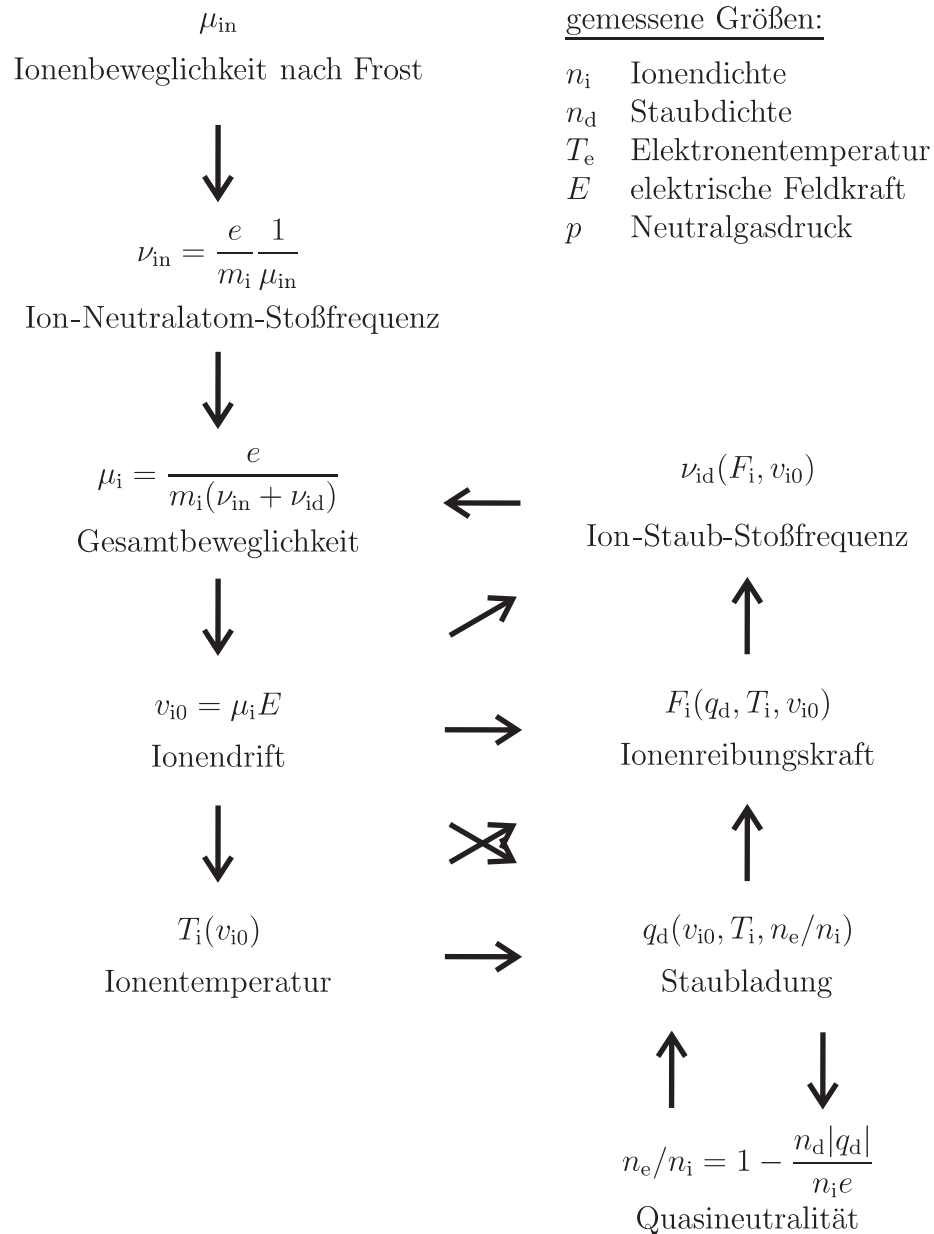 μ_in
Ionenbeweglichkeit nach Frost
ν_in = e/m_i 1/μ_in
Ion-Neutralatom-Stoßfrequenz
μ_i = e/(m_i(ν_in + ν_id))
Gesamtbeweglichkeit
v_i0 = μ_i E
Ionendrift
T_i(v_i0)
Ionentemperatur
gemessene Größen:
n_i Ionendichte
n_d Staubdichte
T_e Elektronentemperatur
E elektrische Feldkraft
p Neutralgasdruck
ν_id(F_i, v_i0)
Ion-Staub-Stoßfrequenz
F_i(q_d, T_i, v_i0)
Ionenreibungskraft
q_d(v_i0, T_i, n_e/n_i)
Staubladung
n_e/n_i = 1 − n_d|q_d|/(n_i e)
Quasineutralität